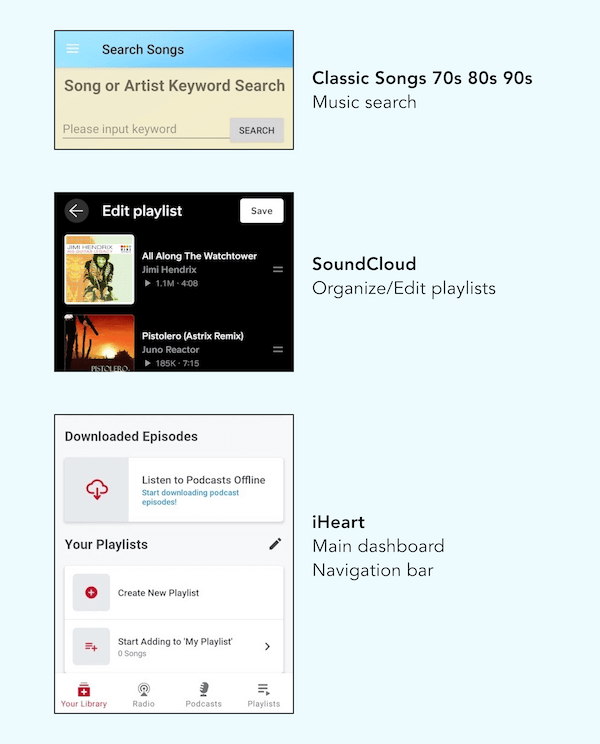 Search Songs
Song or Artist Keyword Search
Please input keyword
SEARCH
Classic Songs 70s 80s 90s
Music search
Edit playlist
Save
JIMI HENDRIX
All Along The Watchtower
Jimi Hendrix
1.1M · 4:08
Pistolero (Astrix Remix)
Juno Reactor
185K · 7:15
PISTOLERO
SoundCloud
Organize/Edit playlists
Downloaded Episodes
Listen to Podcasts Offline
Start downloading podcast
episodes!
Your Playlists
Create New Playlist
Start Adding to 'My Playlist'
0 Songs
Your Library
Radio
Podcasts
Playlists
iHeart
Main dashboard
Navigation bar